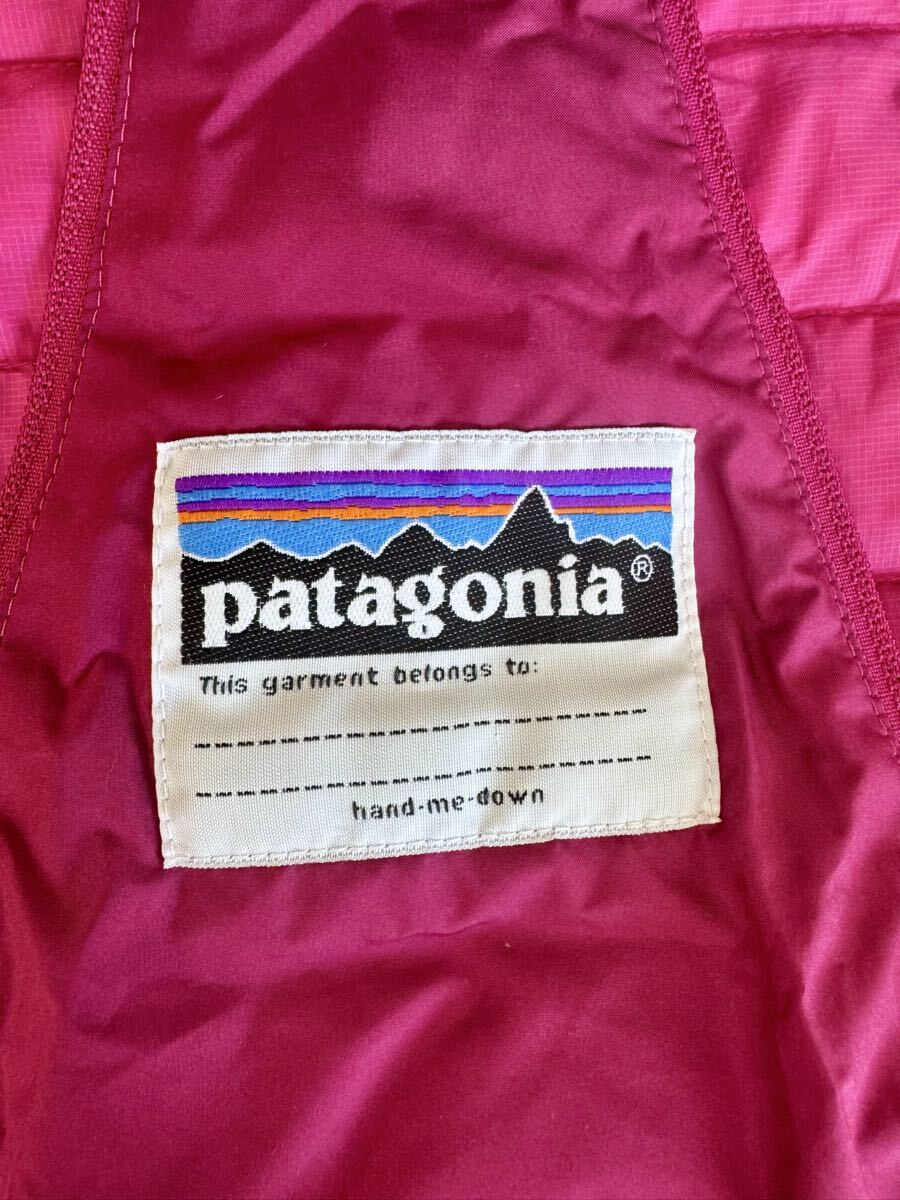 patagonia®
This garment belongs to:
hand-me-down